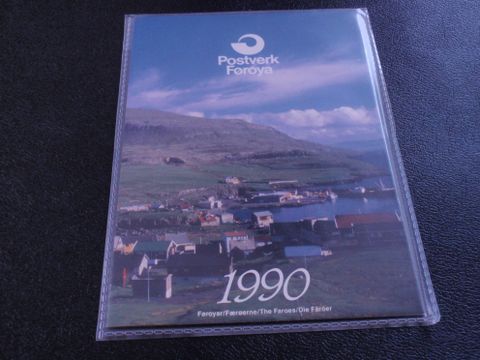 Postverk
Føroya
1990
Føroyar/Færøerne/The Faroes/Die Färöer